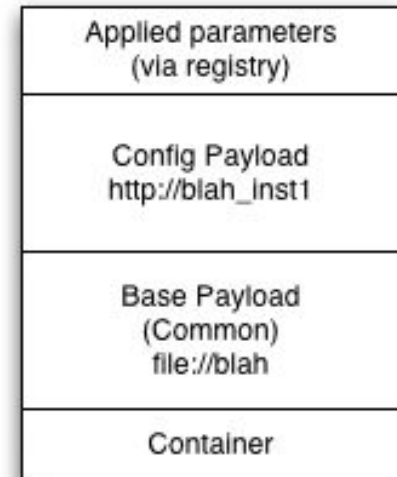 Applied parameters
(via registry)
Config Payload
http://blah_inst1
Base Payload
(Common)
file://blah
Container